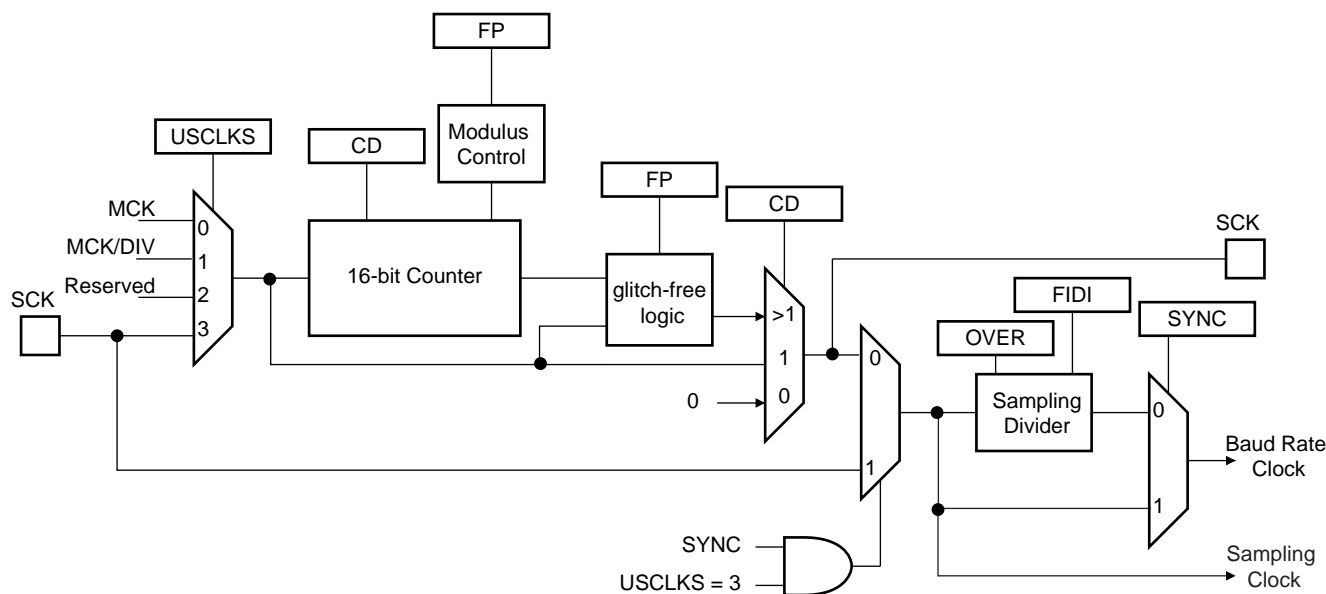 FP
USCLKS
CD
Modulus
Control
FP
CD
MCK
0
MCK/DIV
1
Reserved
2
SCK
3
16-bit Counter
glitch-free
logic
>1
1
0
0
SCK
FIDI
OVER
SYNC
0
1
Sampling
Divider
0
1
Baud Rate
Clock
SYNC
USCLKS = 3
Sampling
Clock